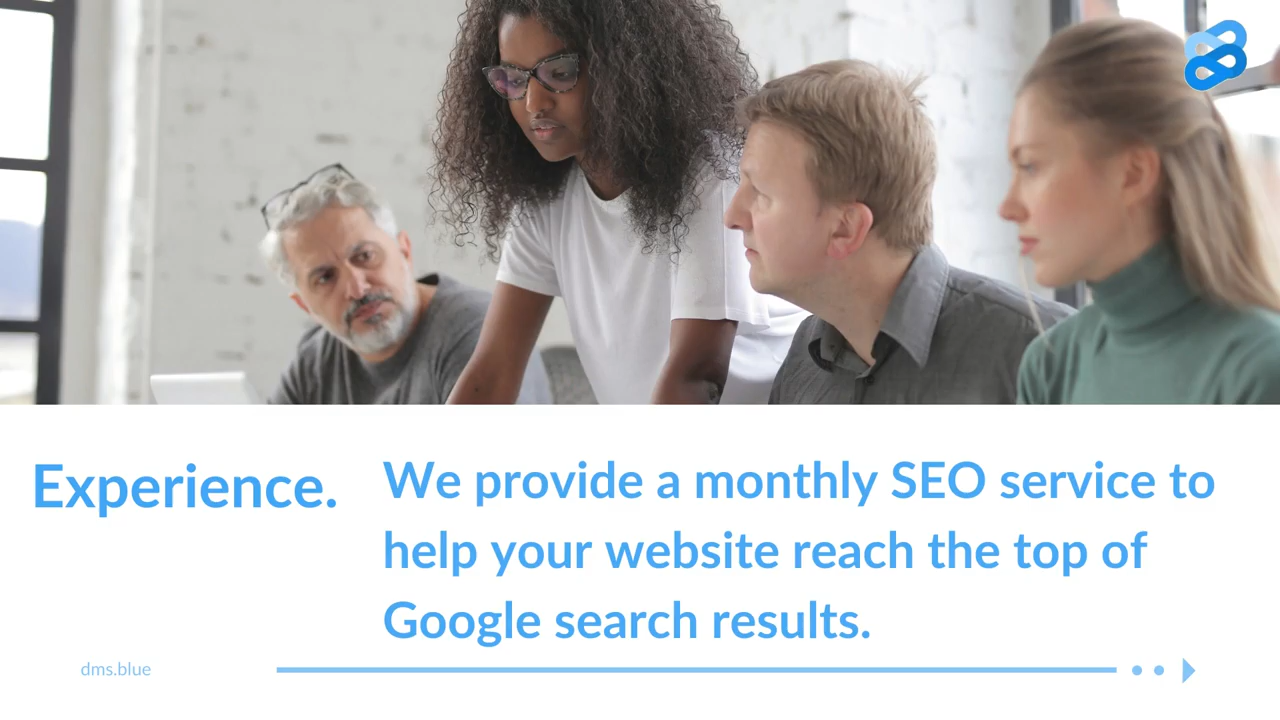 Experience.
We provide a monthly SEO service to
help your website reach the top of
Google search results.
dms.blue